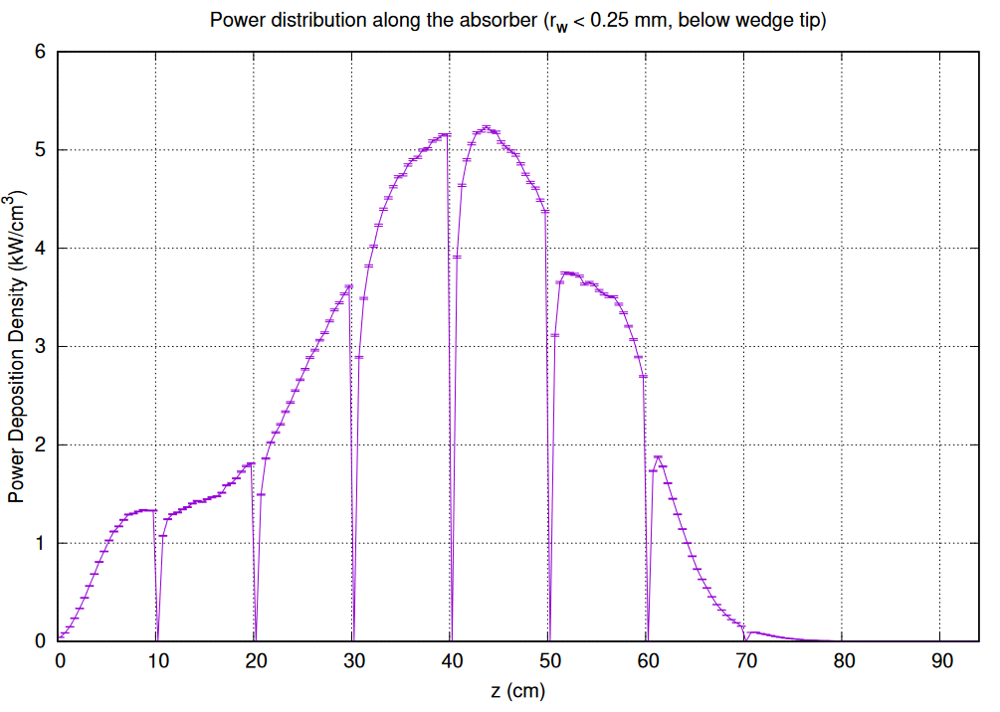 Power distribution along the absorber (rw < 0.25 mm, below wedge tip)
6
5
4
3
2
1
0
Power Deposition Density (kW/cm3)
0 10 20 30 40 50 60 70 80 90
z (cm)